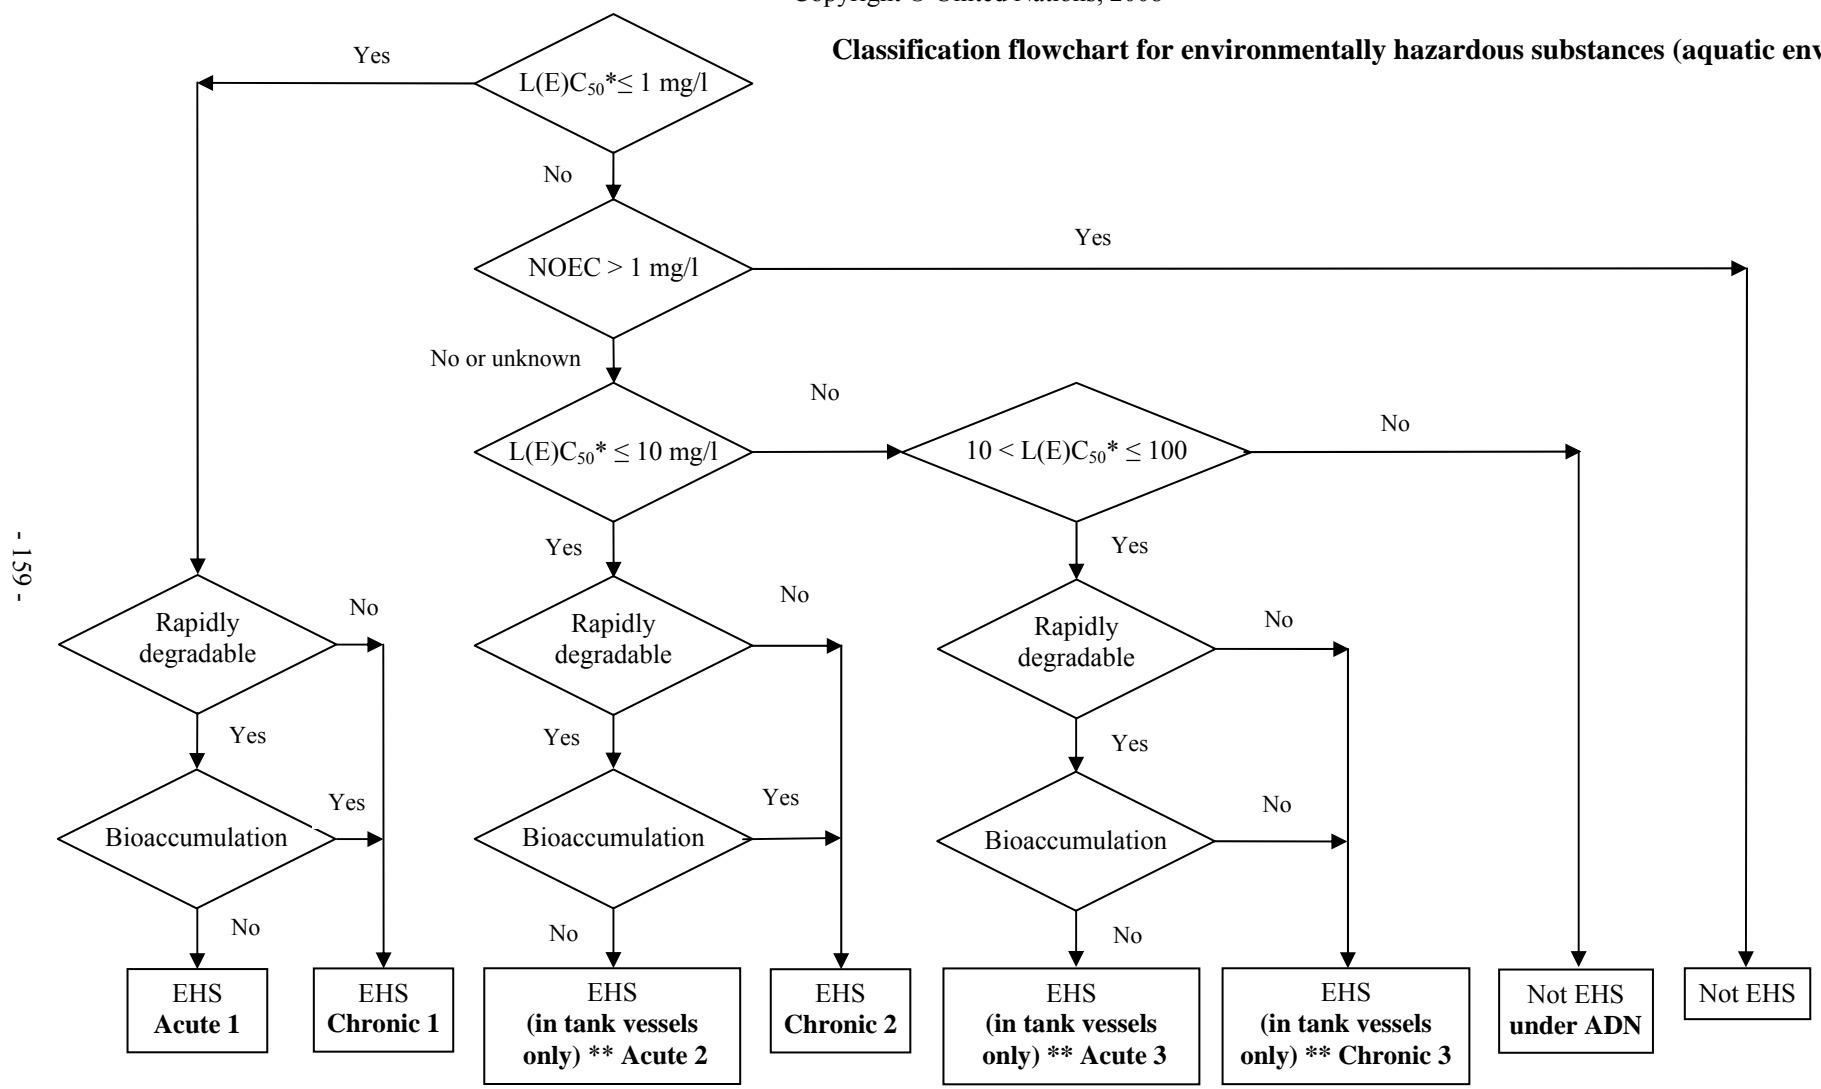 Copyright © United Nations, 2008
Classification flowchart for environmentally hazardous substances (aquatic env
Yes
L(E)C50*≤ 1 mg/l
No
Yes
NOEC > 1 mg/l
No or unknown
No
No
L(E)C50* ≤ 10 mg/l
10 < L(E)C50* ≤ 100
- 159 -
Yes
Yes
No
No
No
Rapidly
degradable
Rapidly
degradable
Rapidly
degradable
Yes
Yes
Yes
Yes
Yes
No
Bioaccumulation
Bioaccumulation
Bioaccumulation
No
No
No
EHS
Acute 1
EHS
Chronic 1
EHS
(in tank vessels
only) ** Acute 2
EHS
Chronic 2
EHS
(in tank vessels
only) ** Acute 3
EHS
(in tank vessels
only) ** Chronic 3
Not EHS
under ADN
Not EHS